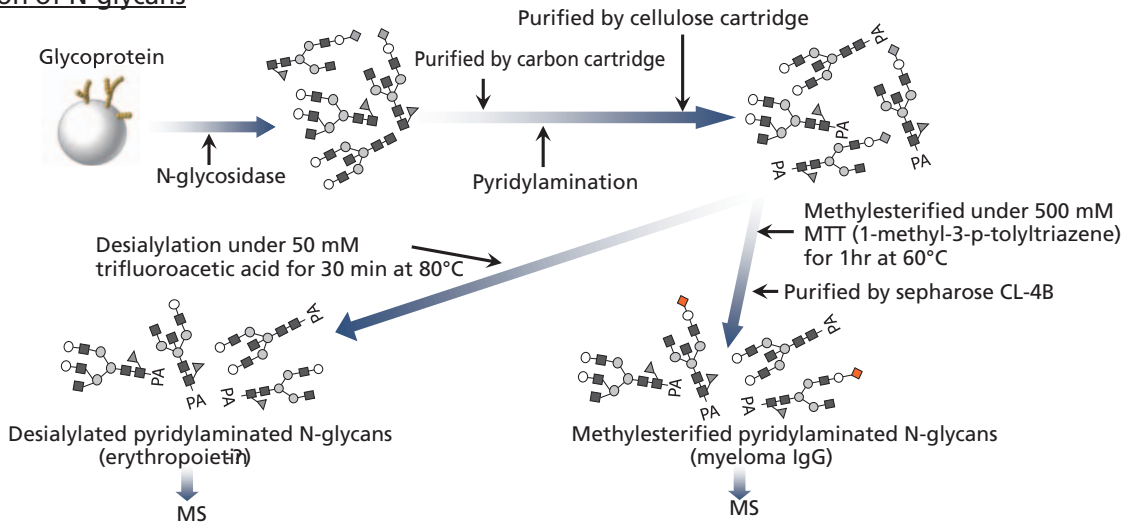 on of N-glycans
Purified by cellulose cartridge
Glycoprotein
Purified by carbon cartridge
PA
N-glycosidase
Pyridylamination
PA
PA
PA
Methylesterified under 500 mM
MTT (1-methyl-3-p-tolyltriazene)
for 1hr at 60°C
Desialylation under 50 mM
trifluoroacetic acid for 30 min at 80°C
Purified by sepharose CL-4B
PA
PA
PA
PA
PA
PA
PA
PA
Desialylated pyridylaminated N-glycans
Methylesterified pyridylaminated N-glycans
(myeloma IgG)
MS
MS